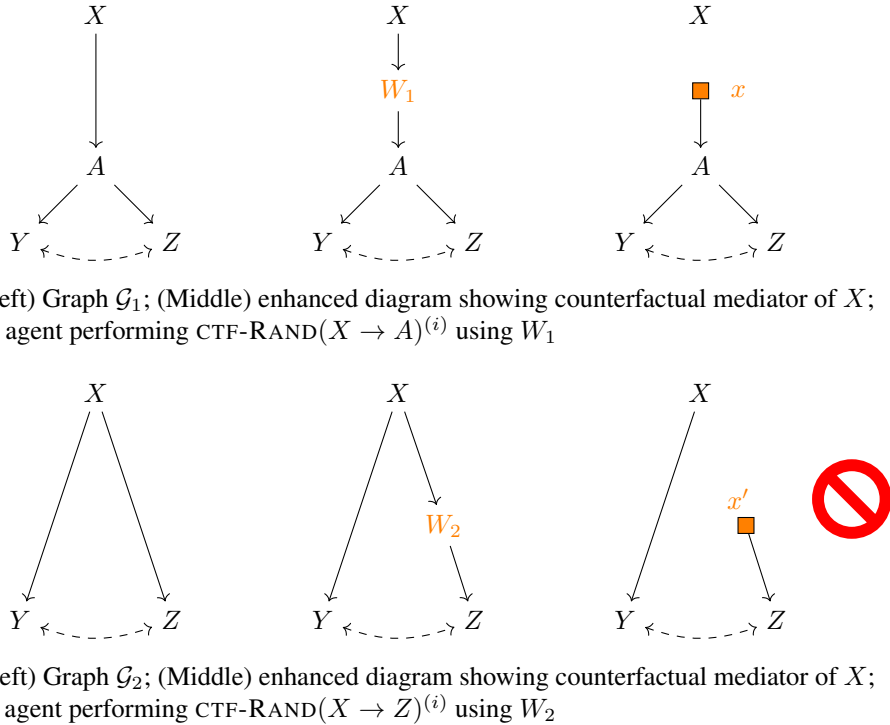 X X X
W₁ x
A A A
Y Z Y Z Y Z
eft) Graph 𝒢₁; (Middle) enhanced diagram showing counterfactual mediator of X;
agent performing CTF-RAND(X → A)⁽ⁱ⁾ using W₁
X X X
x′
W₂
Y Z Y Z Y Z
eft) Graph 𝒢₂; (Middle) enhanced diagram showing counterfactual mediator of X;
agent performing CTF-RAND(X → Z)⁽ⁱ⁾ using W₂